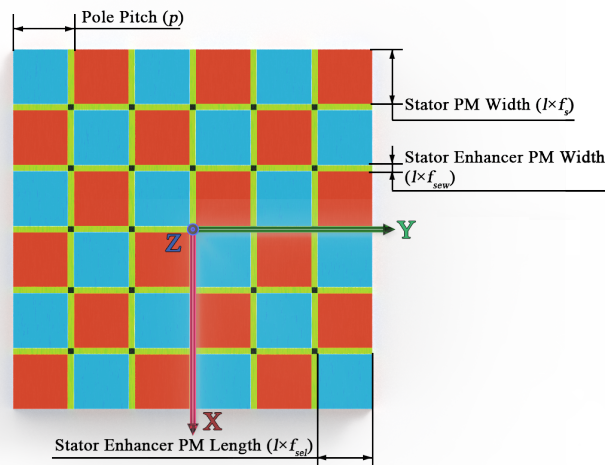 Pole Pitch (p)
Stator PM Width (l×fs)
Stator Enhancer PM Width
(l×fsew)
Z
Y
X
Stator Enhancer PM Length (l×fsel)